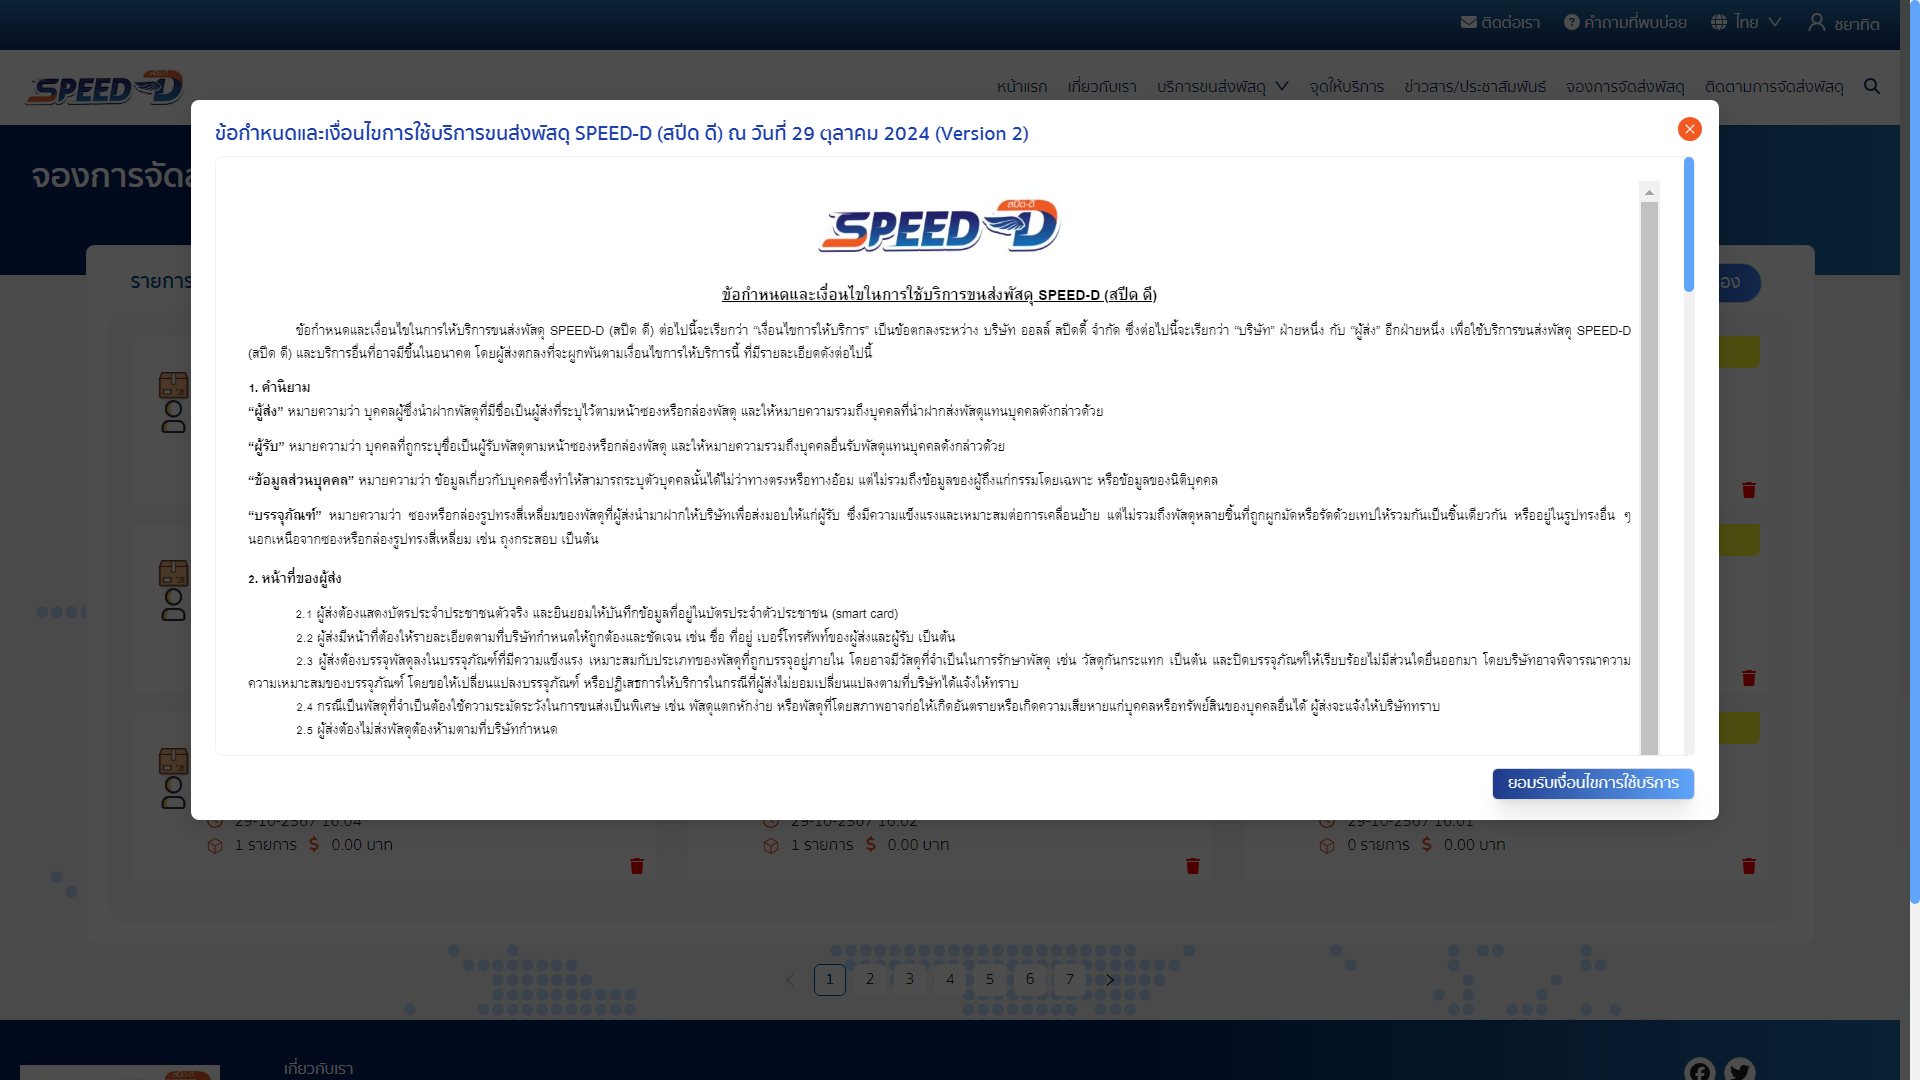 ติดต่อเรา คำถามที่พบบ่อย ไทย ชยาทิต
SPEED-D หน้าแรก เกี่ยวกับเรา บริการขนส่งพัสดุ จุดให้บริการ ข่าวสาร/ประชาสัมพันธ์ จองการจัดส่งพัสดุ ติดตามการจัดส่งพัสดุ
ข้อกำหนดและเงื่อนไขการใช้บริการขนส่งพัสดุ SPEED-D (สปีด ดี) ณ วันที่ 29 ตุลาคม 2024 (Version 2)
จองการจัดส
รายการ
อง
สปีด-ดี
SPEED-D
ข้อกำหนดและเงื่อนไขในการใช้บริการขนส่งพัสดุ SPEED-D (สปีด ดี)
ข้อกำหนดและเงื่อนไขในการให้บริการขนส่งพัสดุ SPEED-D (สปีด ดี) ต่อไปนี้จะเรียกว่า “เงื่อนไขการให้บริการ” เป็นข้อตกลงระหว่าง บริษัท ออลล์ สปีดดี้ จำกัด ซึ่งต่อไปนี้จะเรียกว่า “บริษัท” ฝ่ายหนึ่ง กับ “ผู้ส่ง” อีกฝ่ายหนึ่ง เพื่อใช้บริการขนส่งพัสดุ SPEED-D
(สปีด ดี) และบริการอื่นที่อาจมีขึ้นในอนาคต โดยผู้ส่งตกลงที่จะผูกพันตามเงื่อนไขการให้บริการนี้ ที่มีรายละเอียดดังต่อไปนี้
1. คำนิยาม
“ผู้ส่ง” หมายความว่า บุคคลผู้ซึ่งนำฝากพัสดุที่มีชื่อเป็นผู้ส่งที่ระบุไว้ตามหน้าซองหรือกล่องพัสดุ และให้หมายความรวมถึงบุคคลที่นำฝากส่งพัสดุแทนบุคคลดังกล่าวด้วย
“ผู้รับ” หมายความว่า บุคคลที่ถูกระบุชื่อเป็นผู้รับพัสดุตามหน้าซองหรือกล่องพัสดุ และให้หมายความรวมถึงบุคคลอื่นรับพัสดุแทนบุคคลดังกล่าวด้วย
“ข้อมูลส่วนบุคคล” หมายความว่า ข้อมูลเกี่ยวกับบุคคลซึ่งทำให้สามารถระบุตัวบุคคลนั้นได้ไม่ว่าทางตรงหรือทางอ้อม แต่ไม่รวมถึงข้อมูลของผู้ถึงแก่กรรมโดยเฉพาะ หรือข้อมูลของนิติบุคคล
“บรรจุภัณฑ์” หมายความว่า ซองหรือกล่องรูปทรงสี่เหลี่ยมของพัสดุที่ผู้ส่งนำมาฝากให้บริษัทเพื่อส่งมอบให้แก่ผู้รับ ซึ่งมีความแข็งแรงและเหมาะสมต่อการเคลื่อนย้าย แต่ไม่รวมถึงพัสดุหลายชิ้นที่ถูกผูกมัดหรือรัดด้วยเทปให้รวมกันเป็นชิ้นเดียวกัน หรืออยู่ในรูปทรงอื่น ๆ
นอกเหนือจากซองหรือกล่องรูปทรงสี่เหลี่ยม เช่น ถุงกระสอบ เป็นต้น
2. หน้าที่ของผู้ส่ง
2.1 ผู้ส่งต้องแสดงบัตรประจำประชาชนตัวจริง และยินยอมให้บันทึกข้อมูลที่อยู่ในบัตรประจำตัวประชาชน (smart card)
2.2 ผู้ส่งมีหน้าที่ต้องให้รายละเอียดตามที่บริษัทกำหนดให้ถูกต้องและชัดเจน เช่น ชื่อ ที่อยู่ เบอร์โทรศัพท์ของผู้ส่งและผู้รับ เป็นต้น
2.3 ผู้ส่งต้องบรรจุพัสดุลงในบรรจุภัณฑ์ที่มีความแข็งแรง เหมาะสมกับประเภทของพัสดุที่ถูกบรรจุอยู่ภายใน โดยอาจมีวัสดุที่จำเป็นในการรักษาพัสดุ เช่น วัสดุกันกระแทก เป็นต้น และปิดบรรจุภัณฑ์ให้เรียบร้อยไม่มีส่วนใดยื่นออกมา โดยบริษัทอาจพิจารณาความ
ความเหมาะสมของบรรจุภัณฑ์ โดยขอให้เปลี่ยนแปลงบรรจุภัณฑ์ หรือปฏิเสธการให้บริการในกรณีที่ผู้ส่งไม่ยอมเปลี่ยนแปลงตามที่บริษัทได้แจ้งให้ทราบ
2.4 กรณีเป็นพัสดุที่จำเป็นต้องใช้ความระมัดระวังในการขนส่งเป็นพิเศษ เช่น พัสดุแตกหักง่าย หรือพัสดุที่โดยสภาพอาจก่อให้เกิดอันตรายหรือเกิดความเสียหายแก่บุคคลหรือทรัพย์สินของบุคคลอื่นได้ ผู้ส่งจะแจ้งให้บริษัททราบ
2.5 ผู้ส่งต้องไม่ส่งพัสดุต้องห้ามตามที่บริษัทกำหนด
ยอมรับเงื่อนไขการใช้บริการ
29-10-2567 16:04 29-10-2567 16:02 29-10-2567 16:01
1 รายการ $ 0.00 บาท 1 รายการ $ 0.00 บาท 0 รายการ $ 0.00 บาท
1 2 3 4 5 6 7
เกี่ยวกับเรา